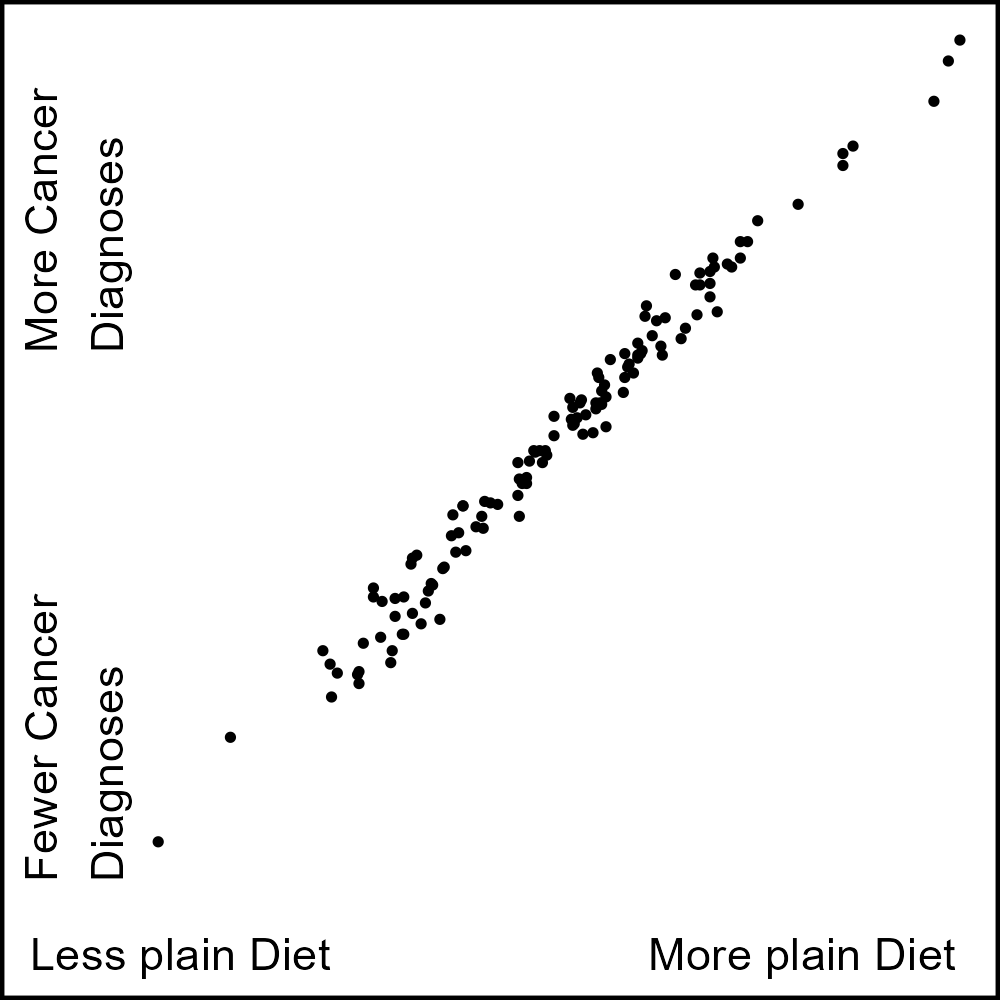 More Cancer
Diagnoses
Fewer Cancer
Diagnoses
Less plain Diet
More plain Diet